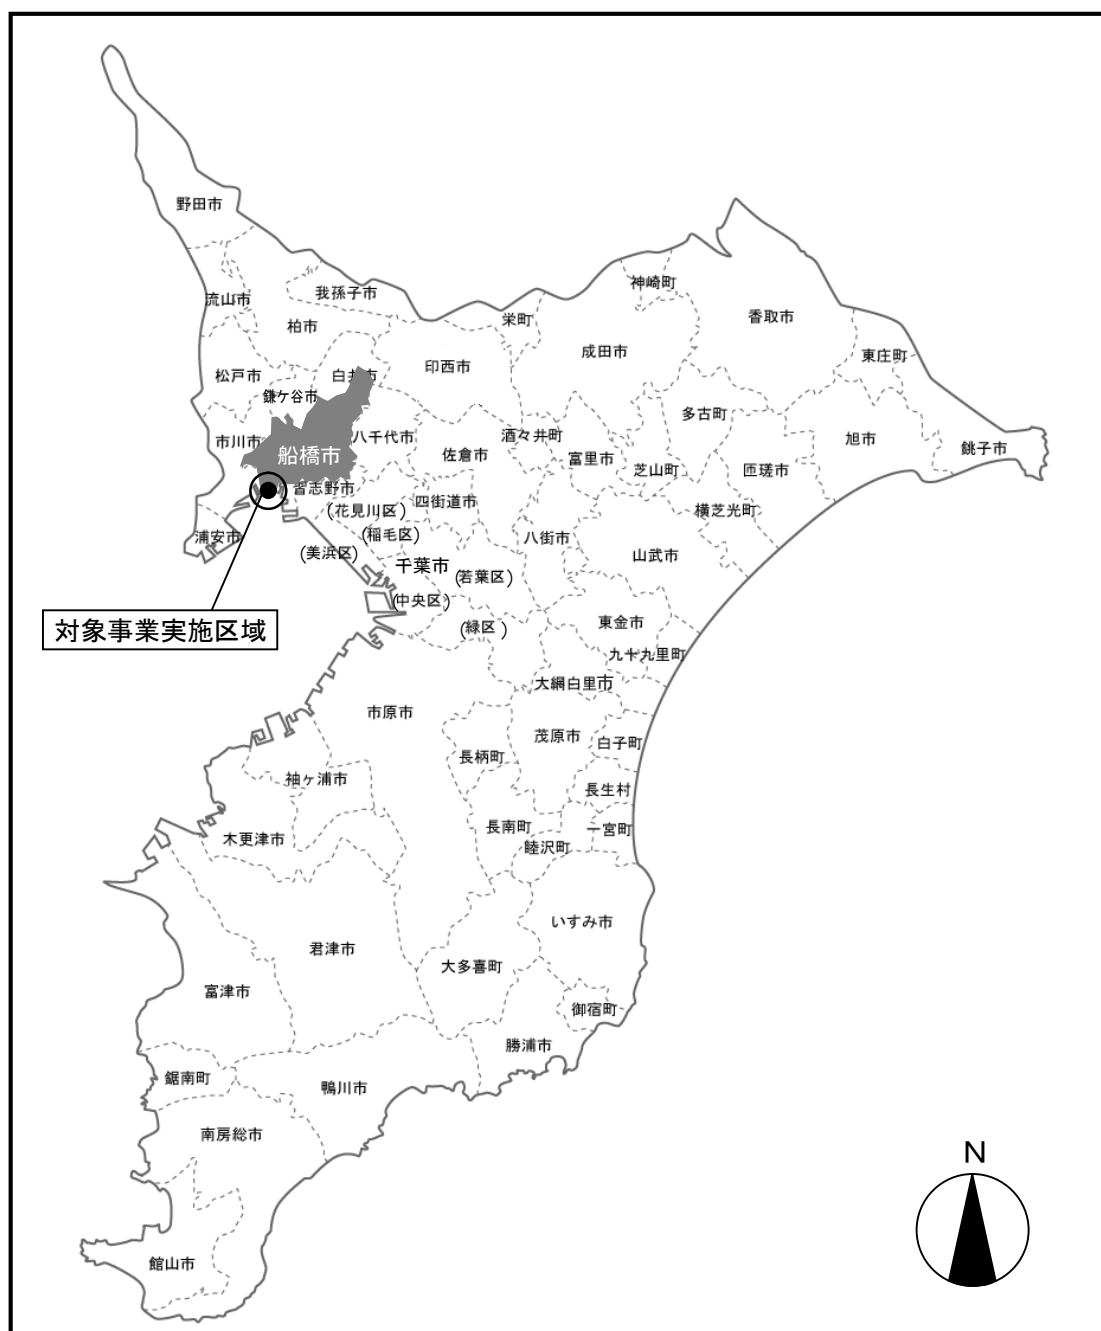 野田市
流山市
我孫子市
柏市
松戸市
鎌ケ谷市
白井市
印西市
栄町
成田市
神崎町
香取市
東庄町
銚子市
旭市
多古町
匝瑳市
横芝光町
芝山町
富里市
酒々井町
佐倉市
八千代市
市川市
船橋市
習志野市
浦安市
四街道市
(花見川区)
(稲毛区)
(美浜区)
千葉市
(若葉区)
(中央区)
(緑区)
八街市
山武市
対象事業実施区域
東金市
九十九里町
大網白里市
市原市
茂原市
白子町
長柄町
長生村
袖ケ浦市
木更津市
長南町
一宮町
睦沢町
いすみ市
君津市
大多喜町
富津市
御宿町
勝浦市
鋸南町
鴨川市
南房総市
館山市
N